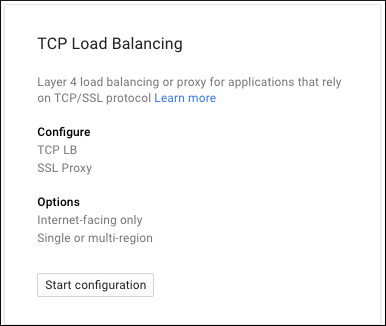 TCP Load Balancing
Layer 4 load balancing or proxy for applications that rely
on TCP/SSL protocol Learn more
Configure
TCP LB
SSL Proxy
Options
Internet-facing only
Single or multi-region
Start configuration